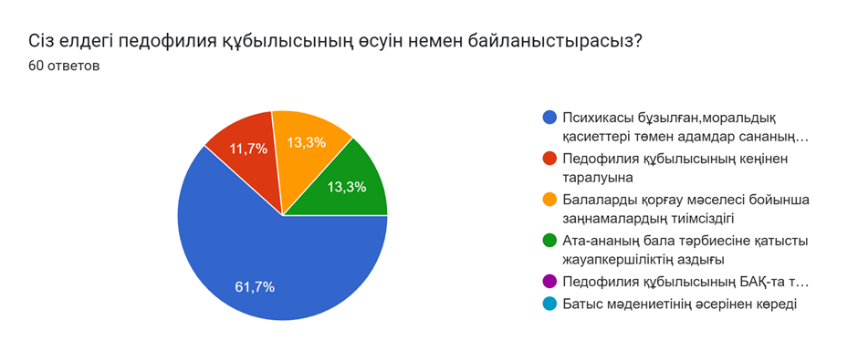 Сіз елдегі педофилия құбылысының өсуін немен байланыстырасыз?
60 ответов
11,7%
13,3%
13,3%
61,7%
Психикасы бұзылған,моральдық
қасиеттері төмен адамдар сананың…
Педофилия құбылысының кеңінен
таралуына
Балаларды қорғау мәселесі бойынша
заңнамалардың тиімсіздігі
Ата-ананың бала тәрбиесіне қатысты
жауапкершіліктің аздығы
Педофилия құбылысының БАҚ-та т…
Батыс мәдениетінің әсерінен көреді